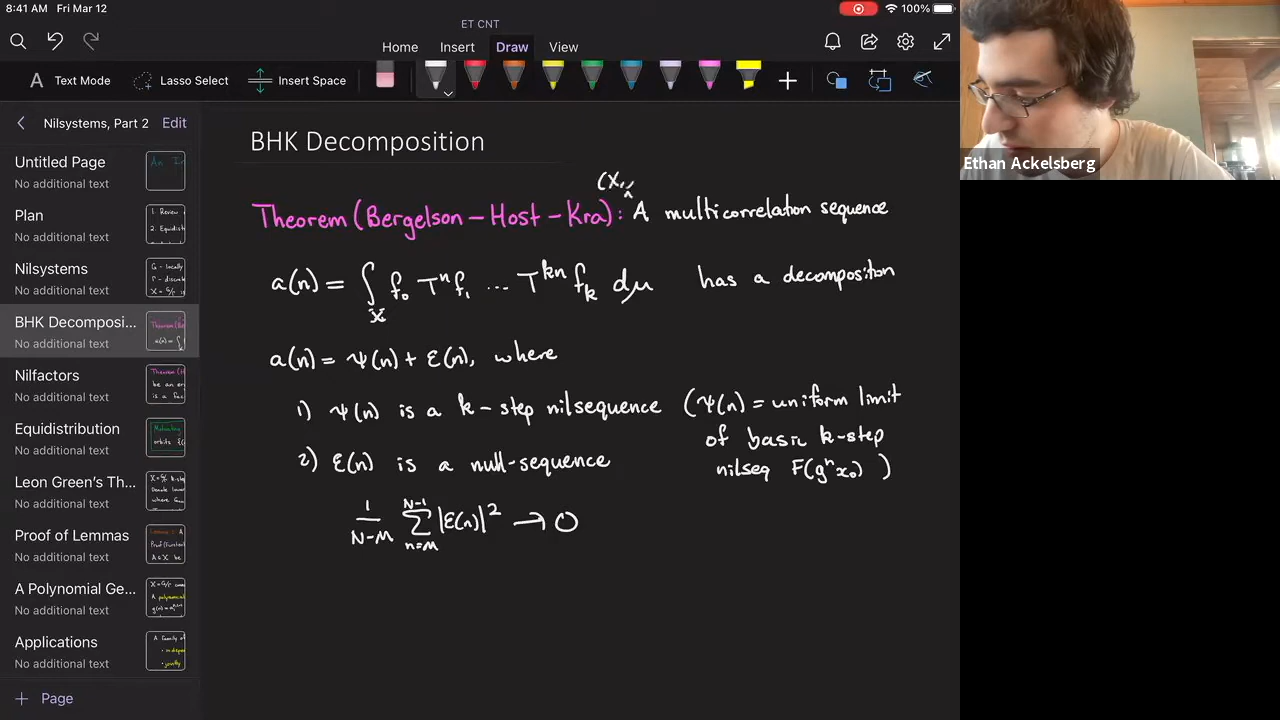 8:41 AM Fri Mar 12
100%
ET CNT
Home Insert Draw View
Text Mode
Lasso Select
Insert Space
Nilsystems, Part 2 Edit
Untitled Page
No additional text
Plan
No additional text
Nilsystems
No additional text
BHK Decomposi...
No additional text
Nilfactors
No additional text
Equidistribution
No additional text
Leon Green's Th...
No additional text
Proof of Lemmas
No additional text
A Polynomial Ge...
No additional text
Applications
No additional text
+ Page
BHK Decomposition
(X,
Theorem (Bergelson – Host – Kra): A multicorrelation sequence
a(n) = ∫_X f₀ Tⁿf₁ ... T^{kn} f_k dμ has a decomposition
a(n) = ψ(n) + ε(n), where
1) ψ(n) is a k-step nilsequence (ψ(n) = uniform limit
of basic k-step
nilseq F(gⁿx₀) )
2) ε(n) is a null-sequence
1/(N-M) ∑_{n=M}^{N-1} |ε(n)|² → 0
Ethan Ackelsberg